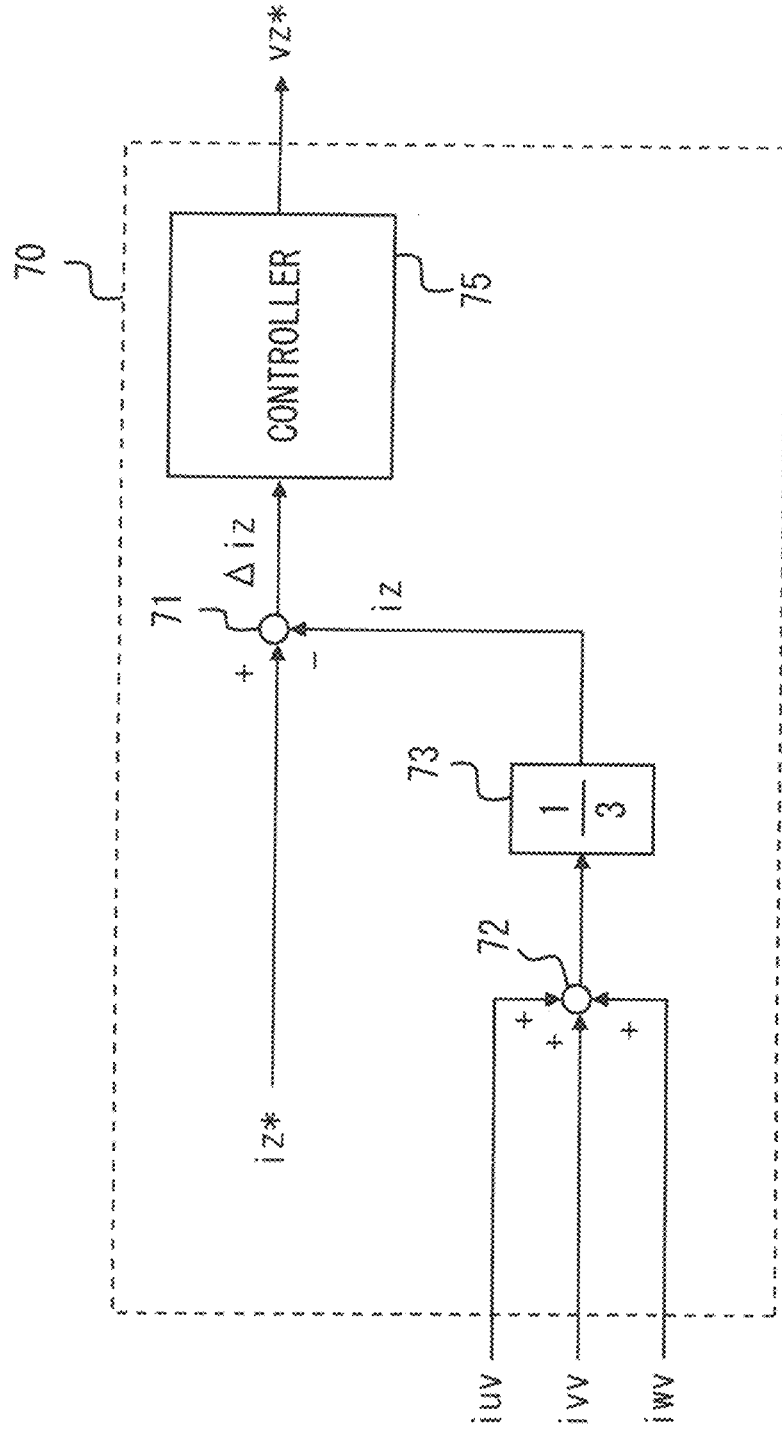 70
vz*
CONTROLLER
75
71
Δiz
+
−
iz
iz*
73
1
3
72
+
+
+
iuv
ivv
iwv